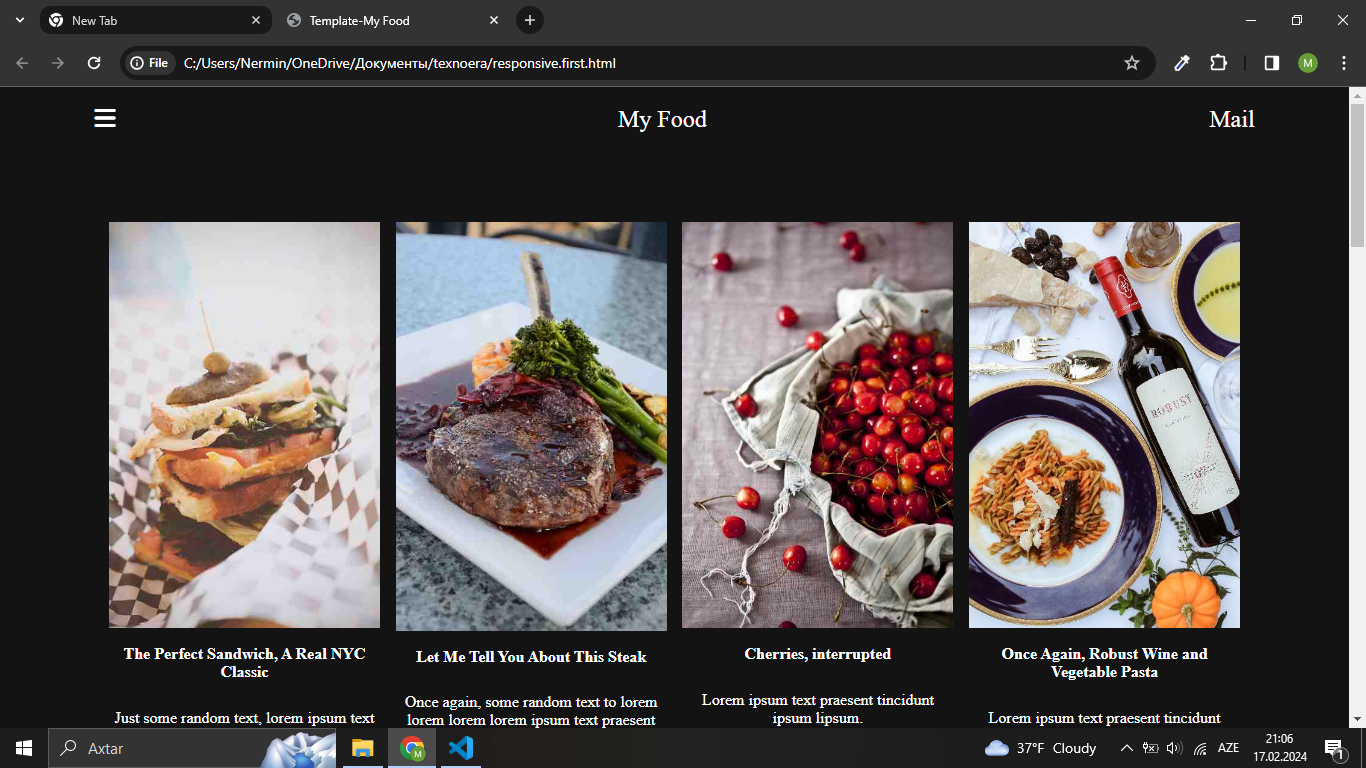 New Tab
Template-My Food
File
C:/Users/Nermin/OneDrive/Документы/texnoera/responsive.first.html
M
My Food
Mail
ROBUST
The Perfect Sandwich, A Real NYC
Classic
Just some random text, lorem ipsum text
Let Me Tell You About This Steak
Once again, some random text to lorem
lorem lorem lorem ipsum text praesent
Cherries, interrupted
Lorem ipsum text praesent tincidunt
ipsum lipsum.
Once Again, Robust Wine and
Vegetable Pasta
Lorem ipsum text praesent tincidunt
Axtar
M
37°F Cloudy
AZE
21:06
17.02.2024
1